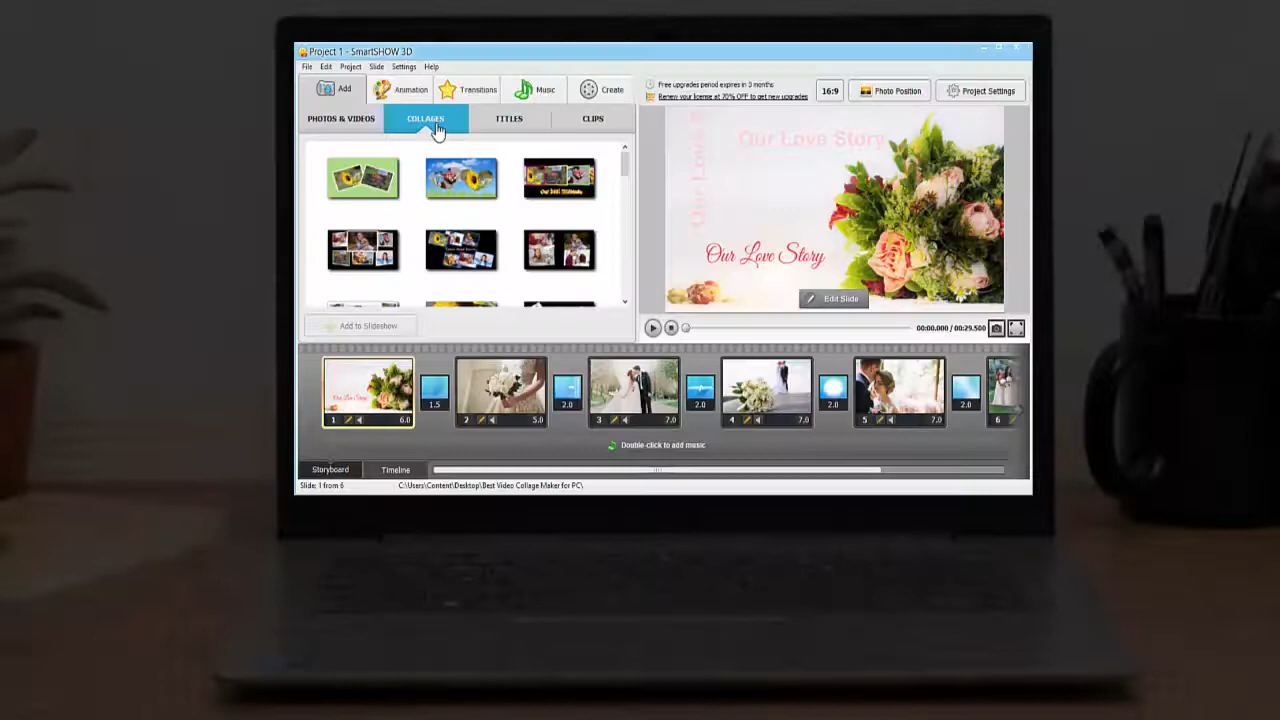 Project 1 - SmartSHOW 3D
File Edit Project Slide Settings Help
Add Animation Transitions Music Create
Free upgrades period expires in 3 months
Renew your license at 70% OFF to get new upgrades
16:9 Photo Position Project Settings
PHOTOS & VIDEOS COLLAGES TITLES CLIPS
Our Love Story
Our Love S
Our Love Story
Edit Slide
Add to Slideshow
00:00.000 / 00:29.500
Our Love Story
1 6.0 1.5 2 5.0 2.0 3 7.0 2.0 4 7.0 2.0 5 7.0 2.0 6
Double-click to add music
Storyboard Timeline
Slide: 1 from 6 C:\Users\Content\Desktop\Best Video Collage Maker for PC\